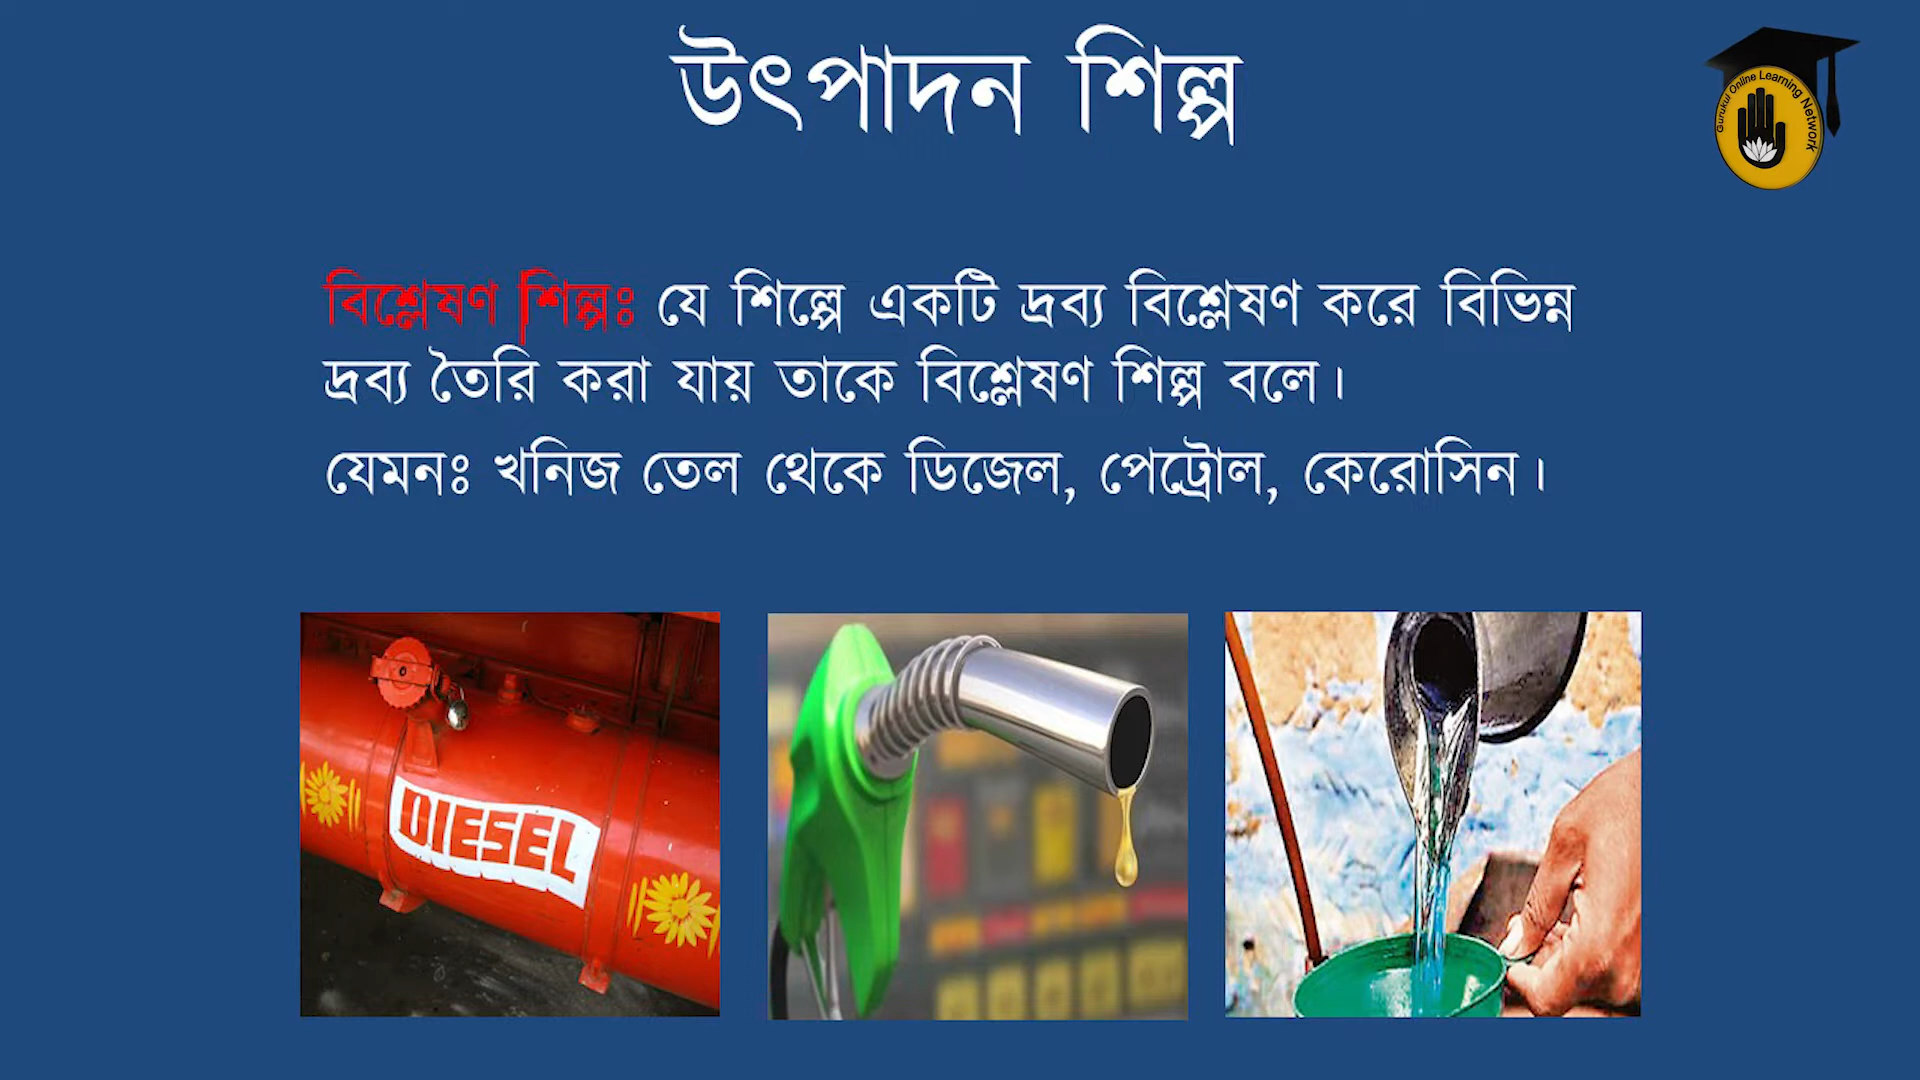 উৎপাদন শিল্প
Gurukul Online Learning Network
বিশ্লেষণ শিল্পঃ যে শিল্পে একটি দ্রব্য বিশ্লেষণ করে বিভিন্ন
দ্রব্য তৈরি করা যায় তাকে বিশ্লেষণ শিল্প বলে।
যেমনঃ খনিজ তেল থেকে ডিজেল, পেট্রোল, কেরোসিন।
DIESEL